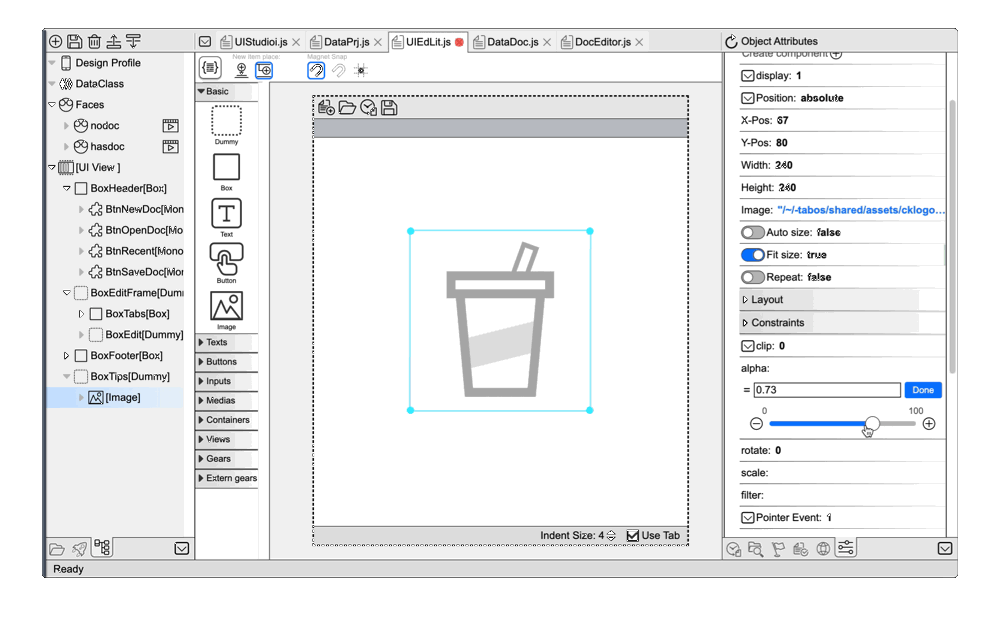 UIStudioi.js
DataPrj.js
UIEdLit.js
DataDoc.js
DocEditor.js
Object Attributes
Design Profile
DataClass
Faces
nodoc
hasdoc
[UI View ]
BoxHeader[Box]
BtnNewDoc[Mon
BtnOpenDoc[Mo
BtnRecent[Mono
BtnSaveDoc[Mor
BoxEditFrame[Dum
BoxTabs[Box]
BoxEdit[Dummy]
BoxFooter[Box]
BoxTips[Dummy]
[Image]
New item place:
Magnet Snap
Basic
Dummy
Box
Text
Button
Image
Texts
Buttons
Inputs
Medias
Containers
Views
Gears
Extern gears
Indent Size: 4
Use Tab
Create component
display: 1
Position: absolute
X-Pos: 67
Y-Pos: 80
Width: 240
Height: 240
Image: "/~/-tabos/shared/assets/cklogo...
Auto size: false
Fit size: true
Repeat: false
Layout
Constraints
clip: 0
alpha:
= 0.73 Done
0 100
rotate: 0
scale:
filter:
Pointer Event:
Ready